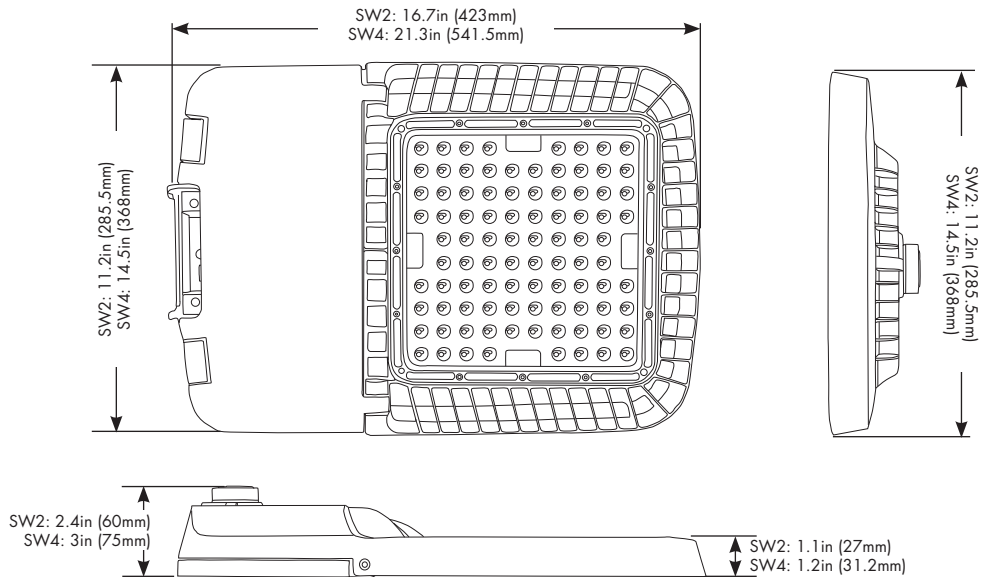 SW2: 16.7in (423mm)
SW4: 21.3in (541.5mm)
SW2: 11.2in (285.5mm)
SW4: 14.5in (368mm)
SW2: 11.2in (285.5mm)
SW4: 14.5in (368mm)
SW2: 2.4in (60mm)
SW4: 3in (75mm)
SW2: 1.1in (27mm)
SW4: 1.2in (31.2mm)